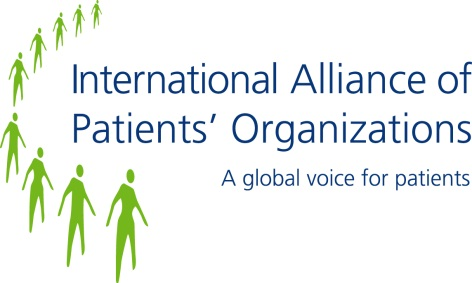 International Alliance of
Patients’ Organizations
A global voice for patients